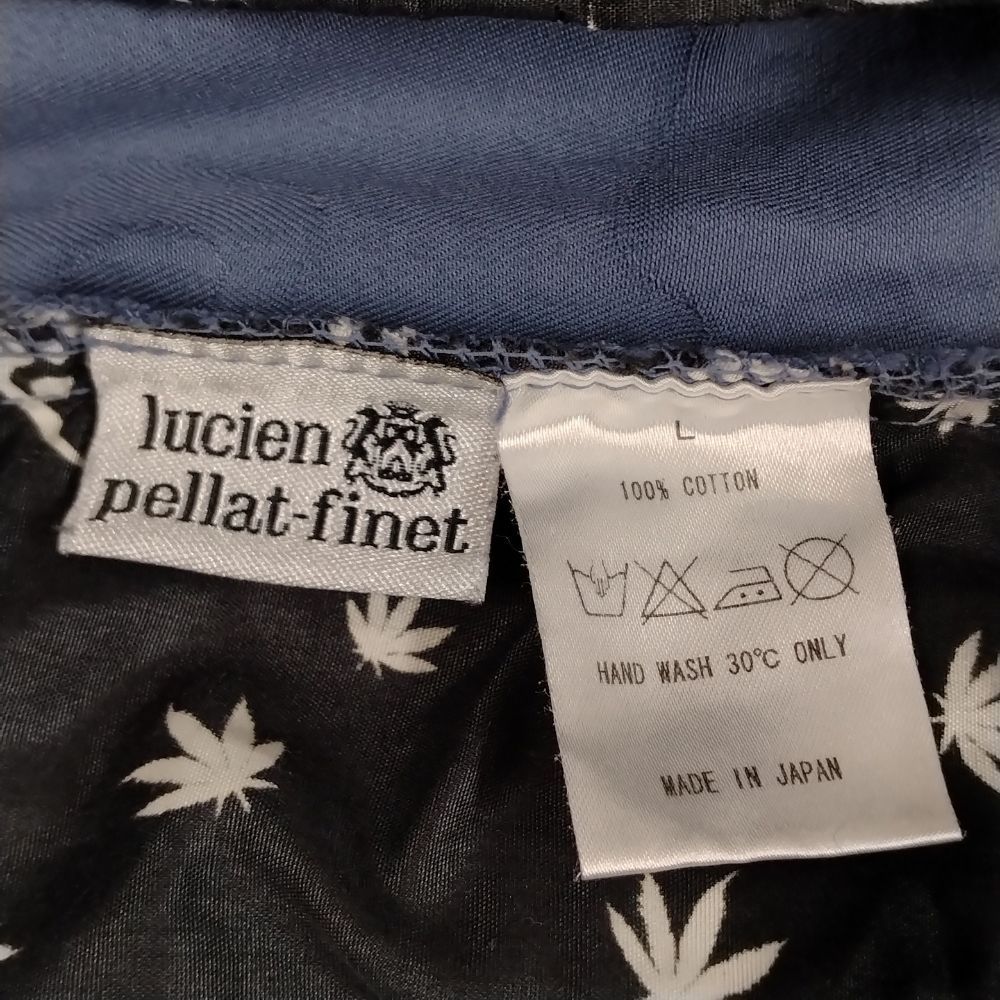 lucien
pellat-finet
L
100% COTTON
HAND WASH 30℃ ONLY
MADE IN JAPAN